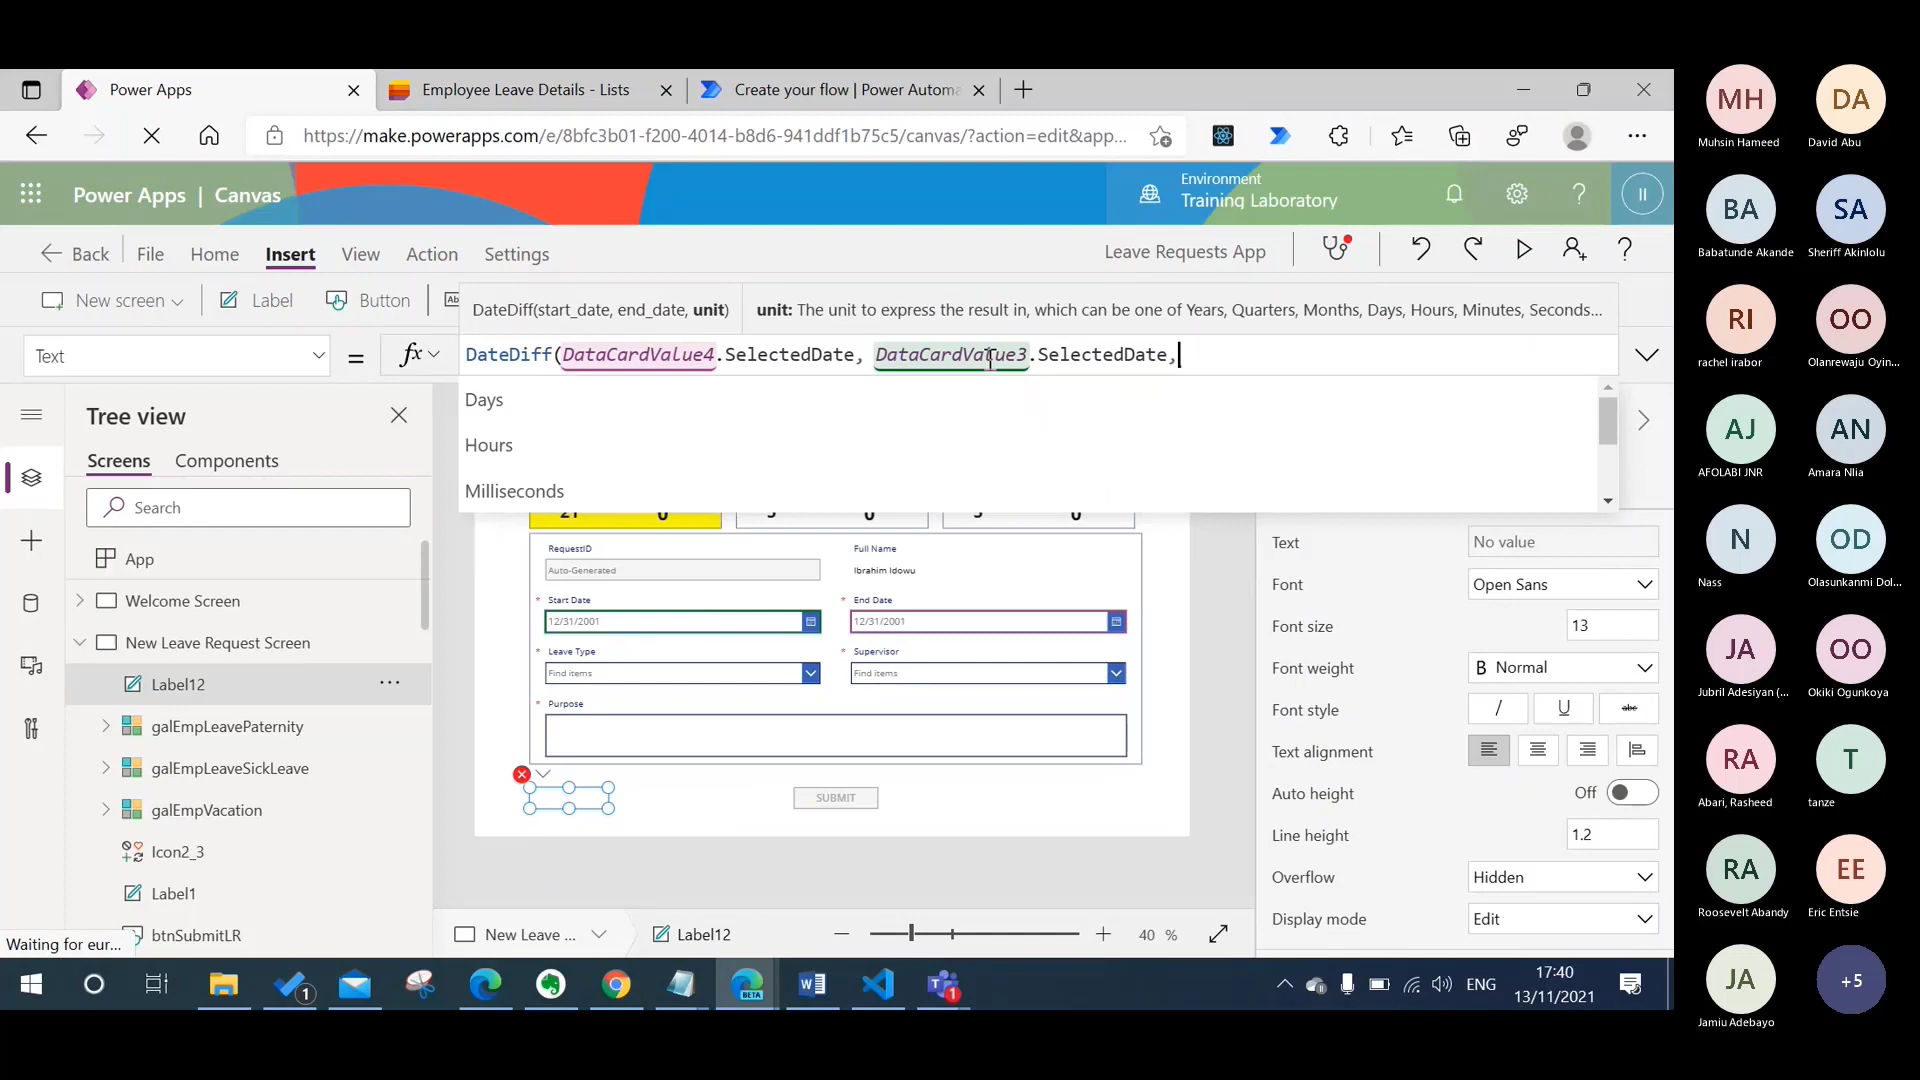 Power Apps
Employee Leave Details - Lists
Create your flow | Power Automa
https://make.powerapps.com/e/8bfc3b01-f200-4014-b8d6-941ddf1b75c5/canvas/?action=edit&app...
Power Apps | Canvas
Environment
Training Laboratory
II
Back
File
Home
Insert
View
Action
Settings
Leave Requests App
New screen
Label
Button
DateDiff(start_date, end_date, unit)
unit: The unit to express the result in, which can be one of Years, Quarters, Months, Days, Hours, Minutes, Seconds...
Text
=
fx
DateDiff(DataCardValue4.SelectedDate, DataCardValue3.SelectedDate,
Days
Hours
Milliseconds
Tree view
Screens
Components
Search
App
Welcome Screen
New Leave Request Screen
Label12
galEmpLeavePaternity
galEmpLeaveSickLeave
galEmpVacation
Icon2_3
Label1
btnSubmitLR
Waiting for eur...
RequestID
Full Name
Auto-Generated
Ibrahim Idowu
* Start Date
* End Date
12/31/2001
12/31/2001
* Leave Type
* Supervisor
Find items
Find items
* Purpose
SUBMIT
New Leave ...
Label12
40 %
Text
No value
Font
Open Sans
Font size
13
Font weight
B Normal
Font style
/
U
abc
Text alignment
Auto height
Off
Line height
1.2
Overflow
Hidden
Display mode
Edit
1
1
ENG
17:40
13/11/2021
MH
Muhsin Hameed
DA
David Abu
BA
Babatunde Akande
SA
Sheriff Akinlolu
RI
rachel irabor
OO
Olanrewaju Oyin...
AJ
AFOLABI JNR
AN
Amara Nlia
N
Nass
OD
Olasunkanmi Dol...
JA
Jubril Adesiyan (...
OO
Okiki Ogunkoya
RA
Abari, Rasheed
T
tanze
RA
Roosevelt Abandy
EE
Eric Entsie
JA
Jamiu Adebayo
+5